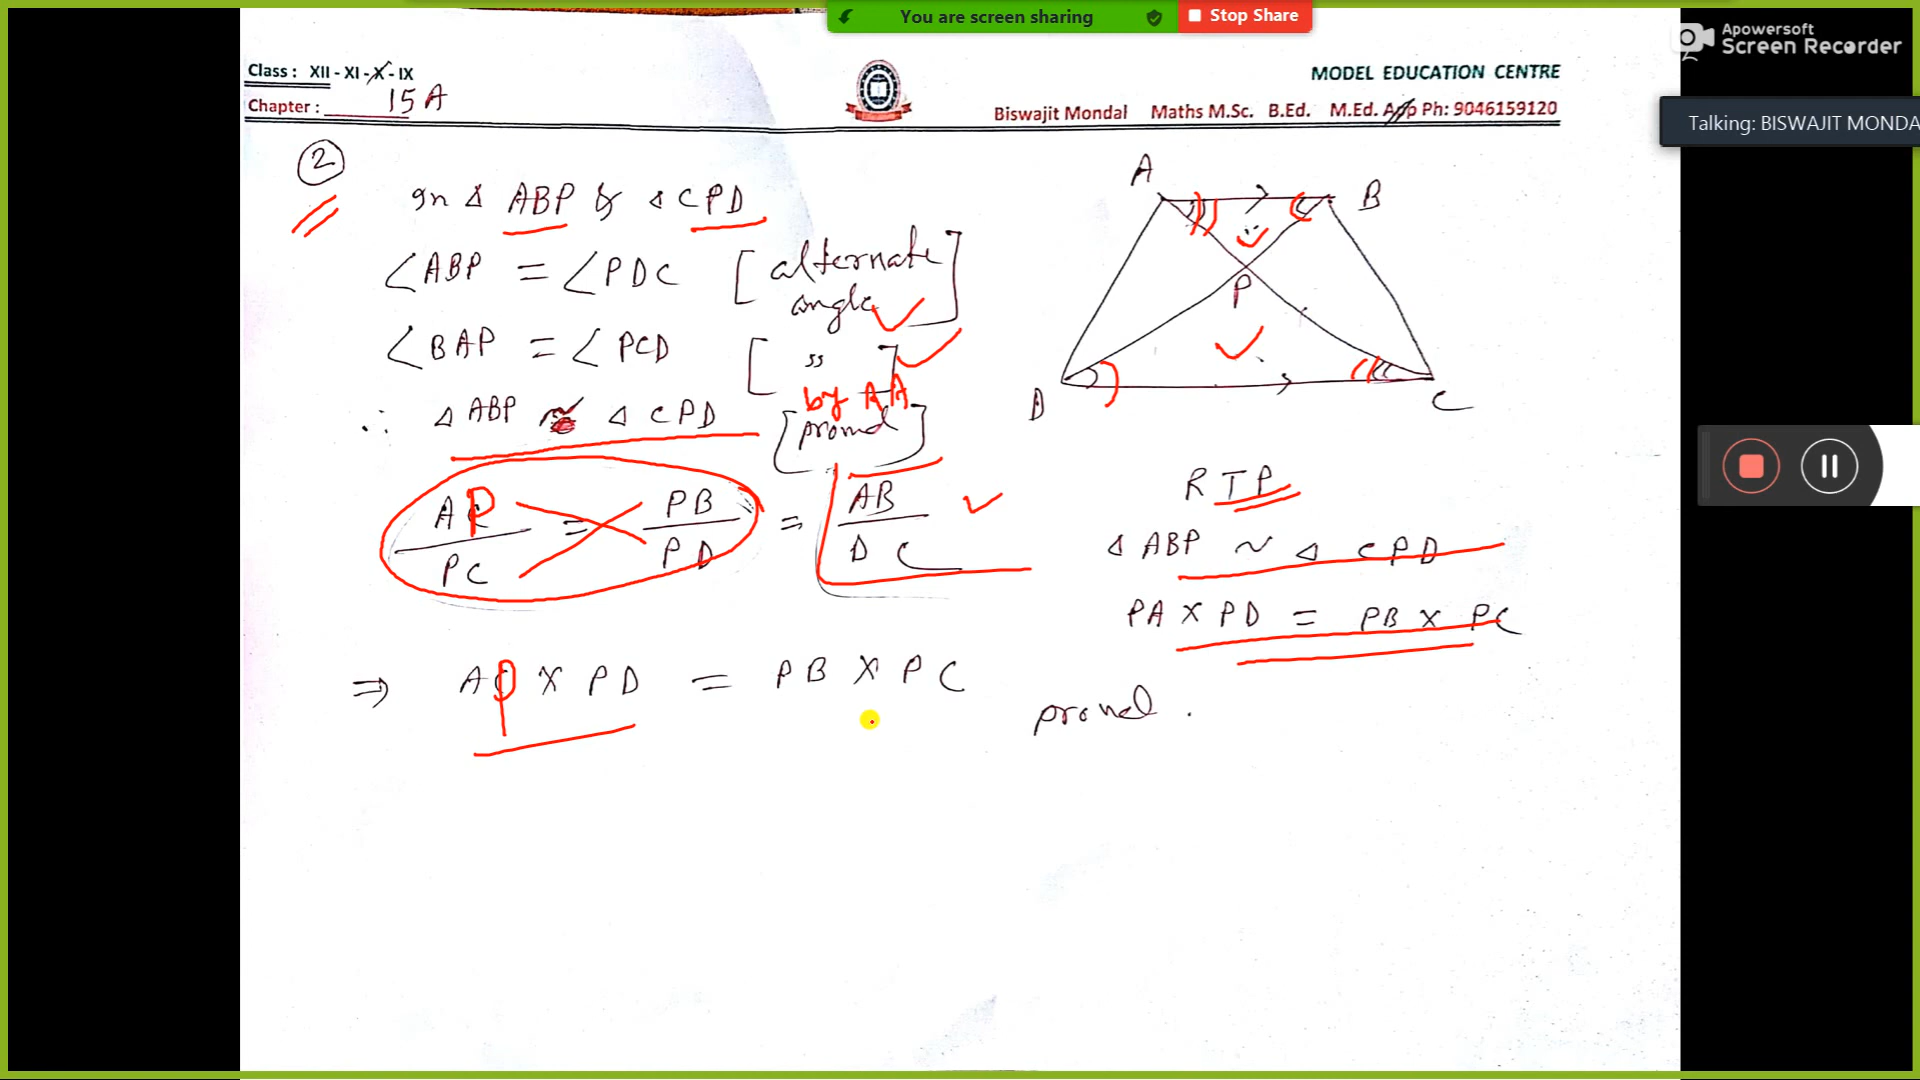 You are screen sharing
Stop Share
Apowersoft
Screen Recorder
Class : XII - XI - X - IX
MODEL EDUCATION CENTRE
Chapter : 15 A
Biswajit Mondal Maths M.Sc. B.Ed. M.Ed. App Ph: 9046159120
Talking: BISWAJIT MONDA
2
In Δ ABP & Δ CPD
∠ABP = ∠PDC [alternate
angle]
∠BAP = ∠PCD [ ,, ]
by AA
∴ Δ ABP ~ Δ CPD [proved]
AP/PC = PB/PD = AB/DC
⇒ AP × PD = PB × PC
proved.
A
B
P
D
C
RTP
Δ ABP ~ Δ CPD
PA × PD = PB × PC